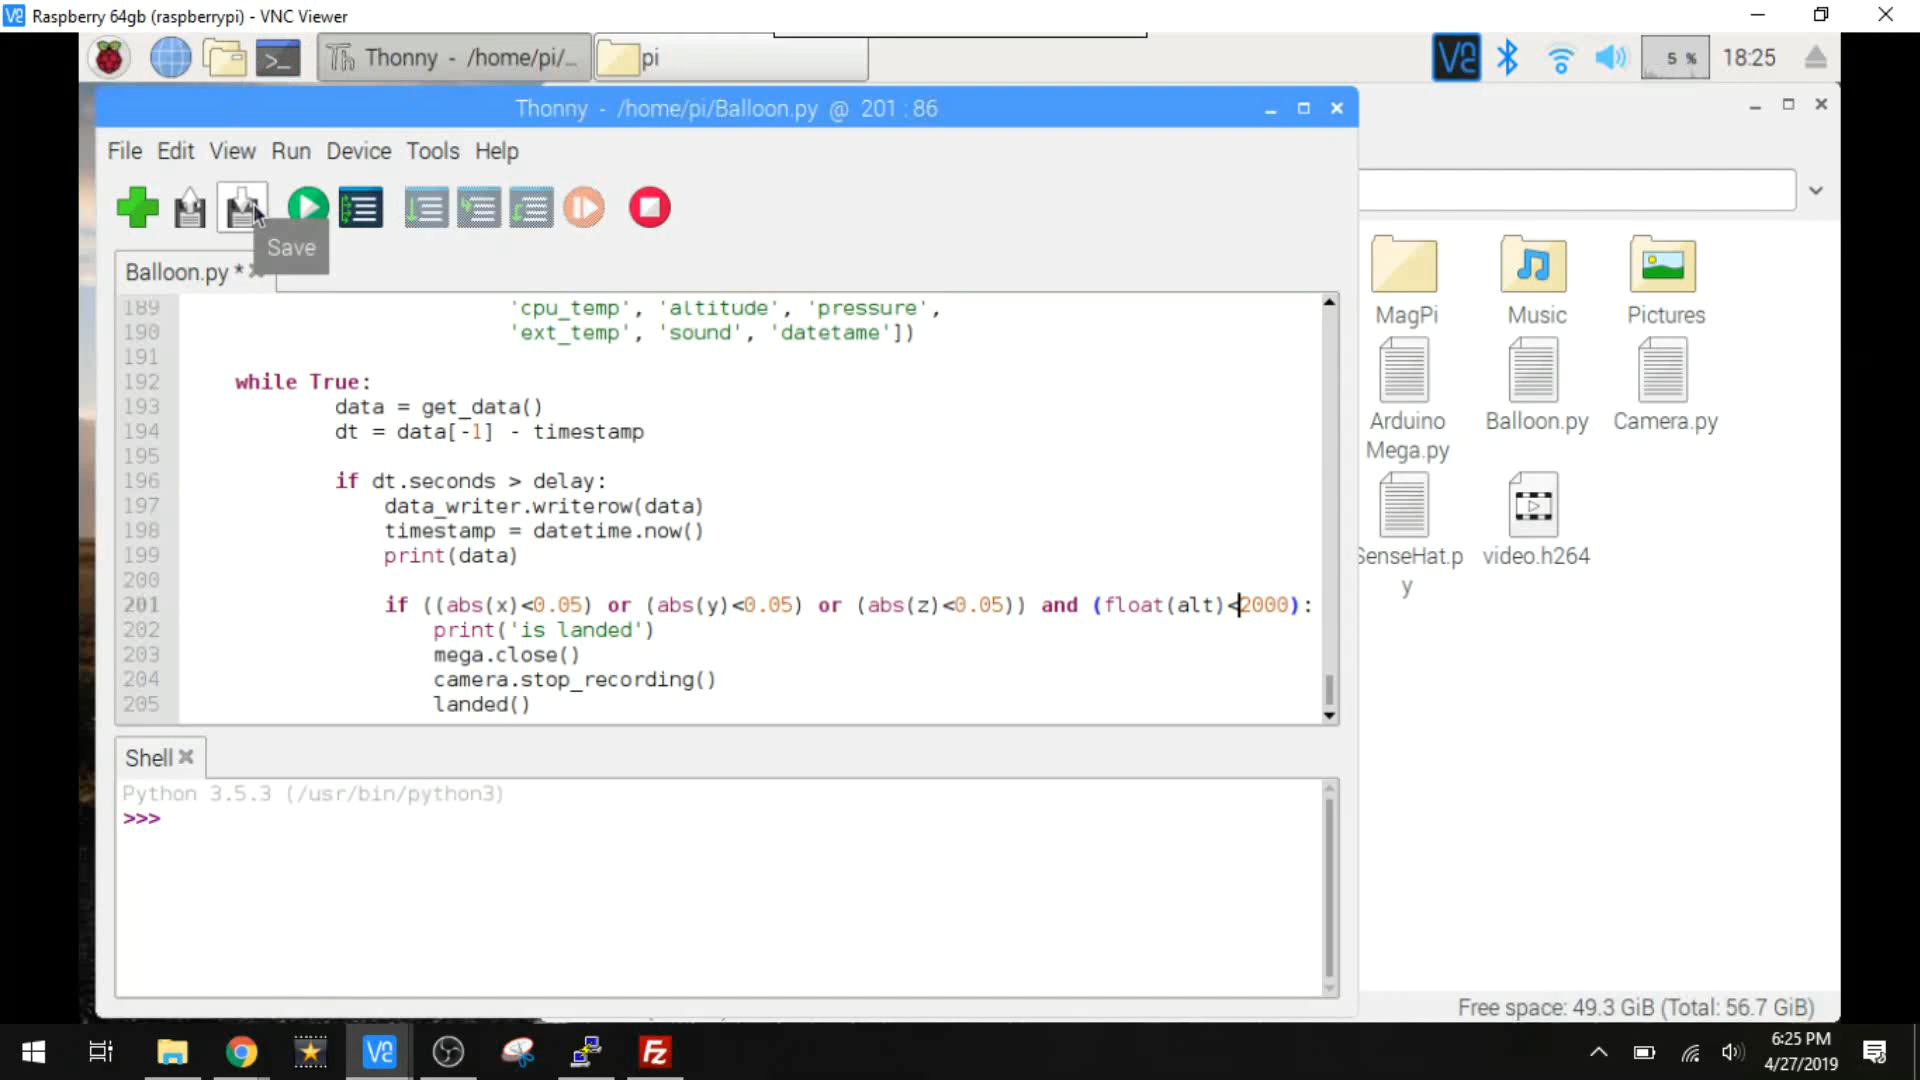 Raspberry 64gb (raspberrypi) - VNC Viewer
Thonny - /home/pi/...
pi
5 %
18:25
Thonny - /home/pi/Balloon.py @ 201 : 86
File Edit View Run Device Tools Help
Save
Balloon.py *
189 'cpu_temp', 'altitude', 'pressure',
190 'ext_temp', 'sound', 'datetame'])
191
192 while True:
193 data = get_data()
194 dt = data[-1] - timestamp
195
196 if dt.seconds > delay:
197 data_writer.writerow(data)
198 timestamp = datetime.now()
199 print(data)
200
201 if ((abs(x)<0.05) or (abs(y)<0.05) or (abs(z)<0.05)) and (float(alt)<2000):
202 print('is landed')
203 mega.close()
204 camera.stop_recording()
205 landed()
Shell
Python 3.5.3 (/usr/bin/python3)
>>>
MagPi
Music
Pictures
Arduino
Mega.py
Balloon.py
Camera.py
SenseHat.p
y
video.h264
Free space: 49.3 GiB (Total: 56.7 GiB)
6:25 PM
4/27/2019